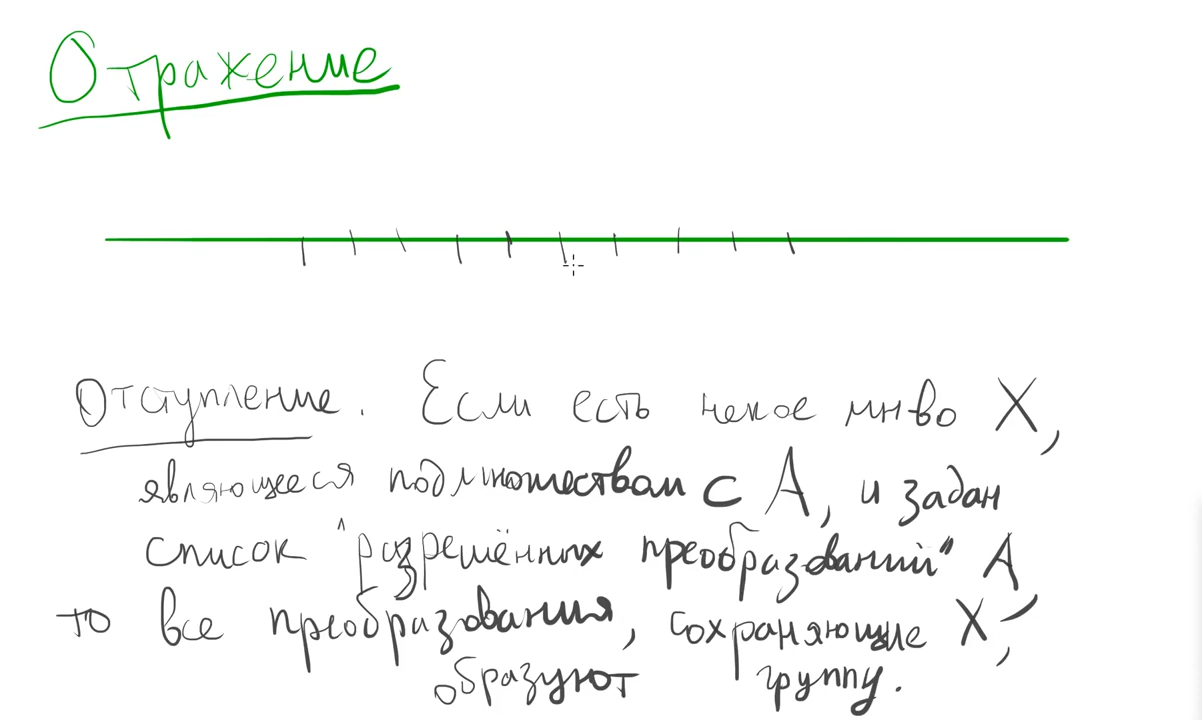 Отражение
Отступление. Если есть некое мн-во X,
являющееся подмножеством ⊂ A, и задан
список "разрешённых преобразований" A,
то все преобразования, сохраняющие X,
образуют группу.